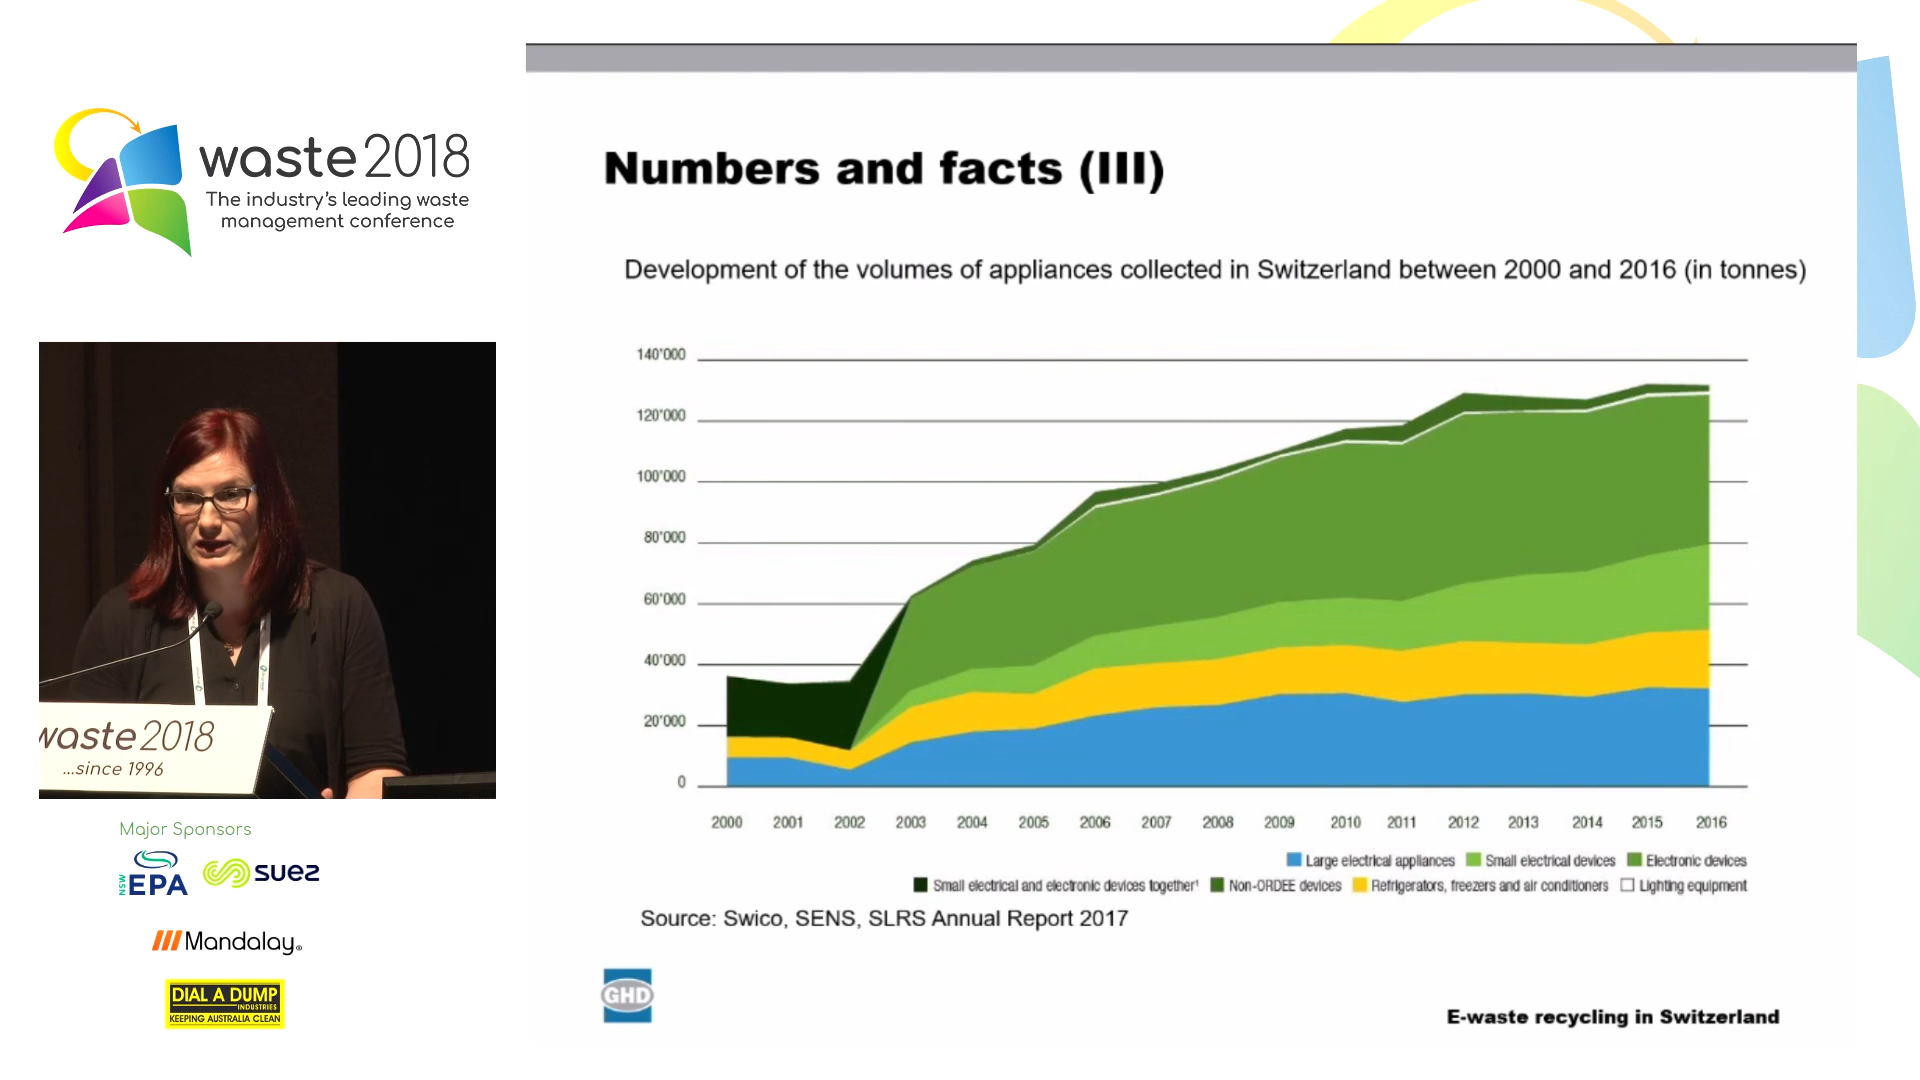 waste 2018
The industry's leading waste
management conference
waste 2018
...since 1996
Major Sponsors
NSW
EPA
suez
Mandalay®
DIAL A DUMP
INDUSTRIES
KEEPING AUSTRALIA CLEAN
Numbers and facts (III)
Development of the volumes of appliances collected in Switzerland between 2000 and 2016 (in tonnes)
140'000
120'000
100'000
80'000
60'000
40'000
20'000
0
2000 2001 2002 2003 2004 2005 2006 2007 2008 2009 2010 2011 2012 2013 2014 2015 2016
Large electrical appliances Small electrical devices Electronic devices
Small electrical and electronic devices together¹ Non-ORDEE devices Refrigerators, freezers and air conditioners Lighting equipment
Source: Swico, SENS, SLRS Annual Report 2017
GHD
E-waste recycling in Switzerland